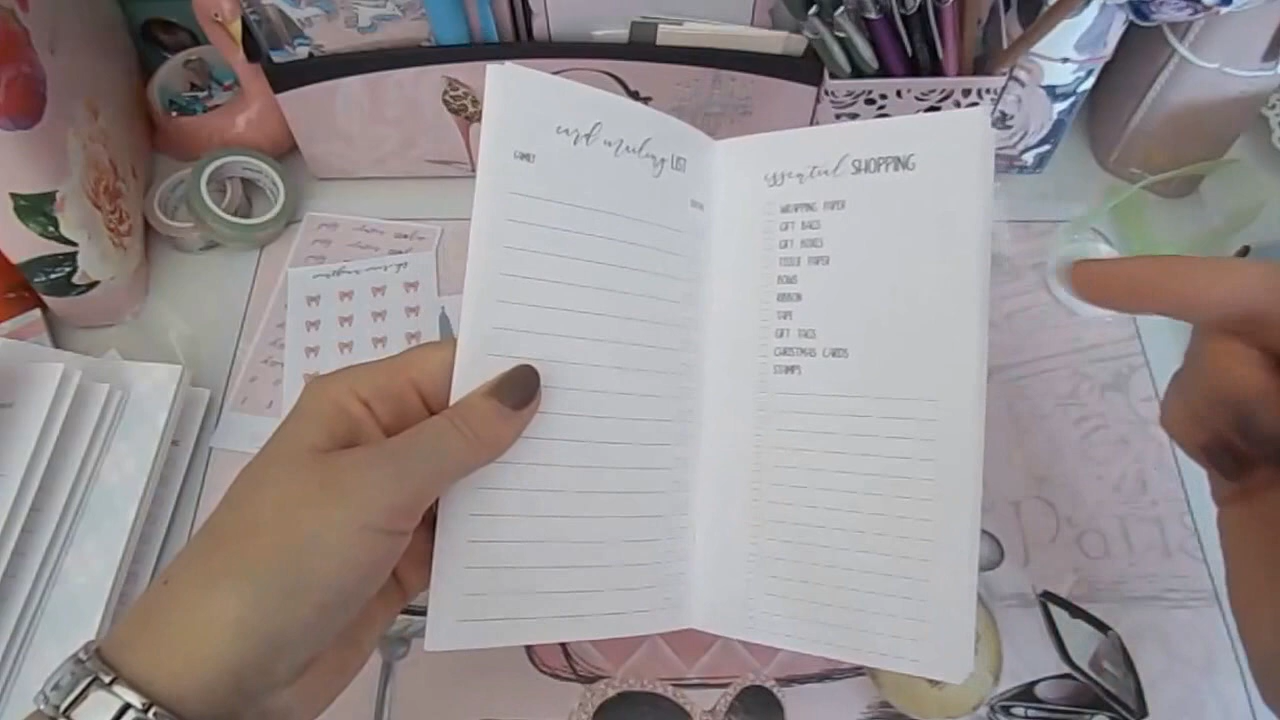 card mailing LIST
FAMILY
essential SHOPPING
WRAPPING PAPER
GIFT BAGS
GIFT BOXES
TISSUE PAPER
BOWS
RIBBON
TAPE
GIFT TAGS
CHRISTMAS CARDS
STAMPS
Paris